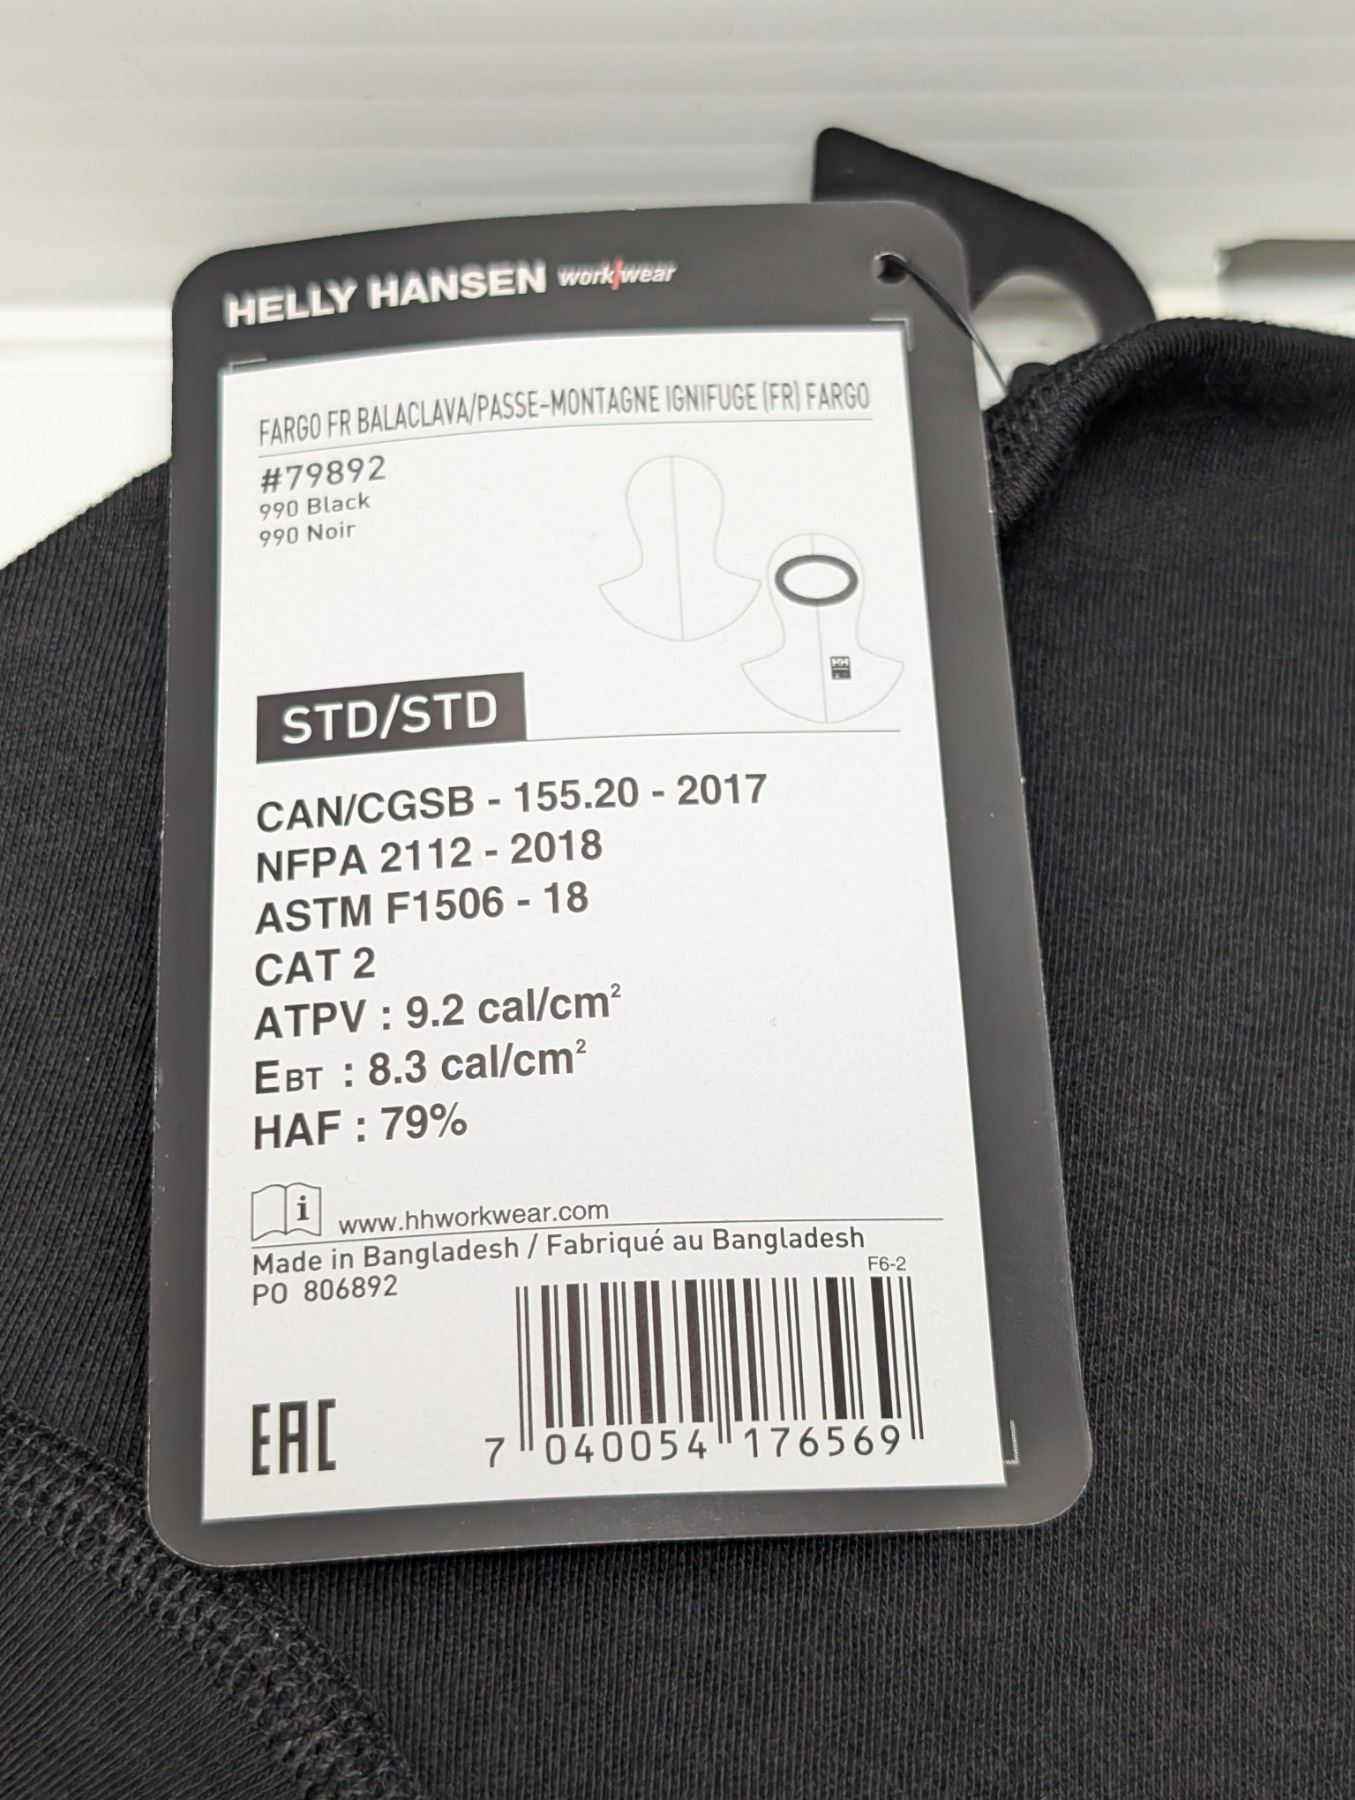 HELLY HANSEN work/wear
FARGO FR BALACLAVA/PASSE-MONTAGNE IGNIFUGE (FR) FARGO
#79892
990 Black
990 Noir
HH
STD/STD
CAN/CGSB - 155.20 - 2017
NFPA 2112 - 2018
ASTM F1506 - 18
CAT 2
ATPV : 9.2 cal/cm²
EBT : 8.3 cal/cm²
HAF : 79%
i www.hhworkwear.com
Made in Bangladesh / Fabriqué au Bangladesh
F6-2
PO 806892
EAC
7 040054 176569